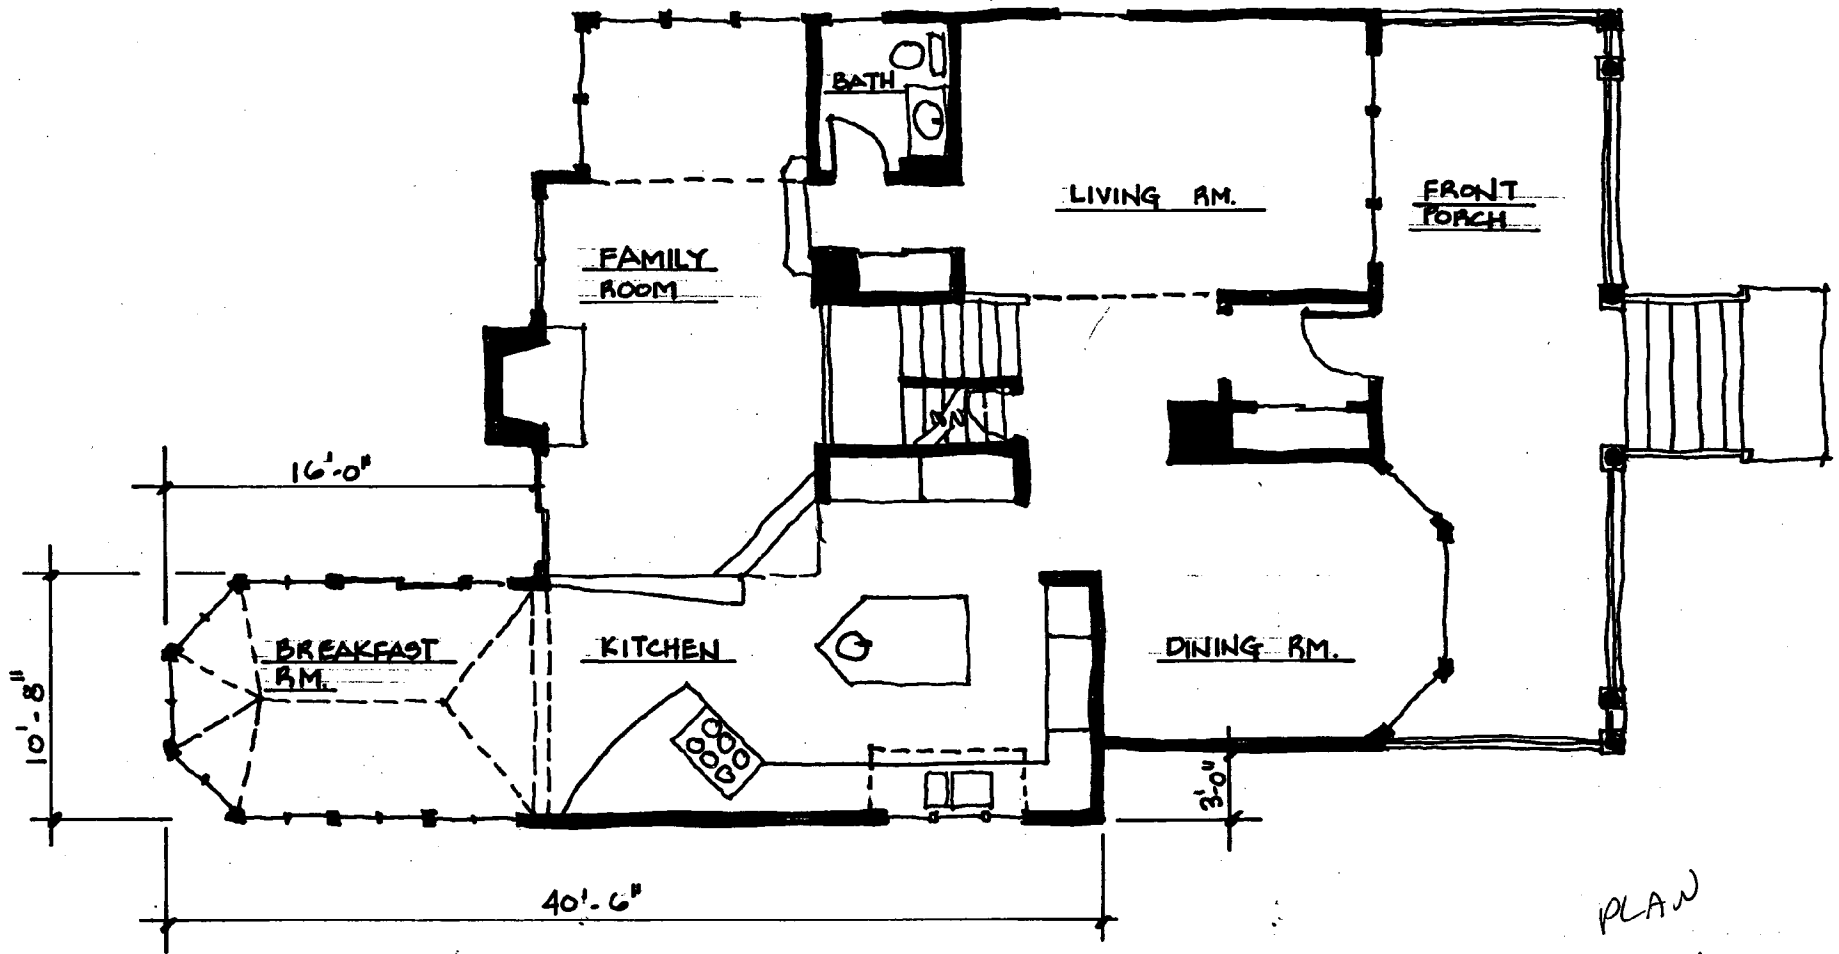 BATH
LIVING RM.
FRONT
PORCH
FAMILY
ROOM
16'-0"
DN
BREAKFAST
RM.
KITCHEN
DINING RM.
10'-8"
3'-0"
40'-6"
PLAN